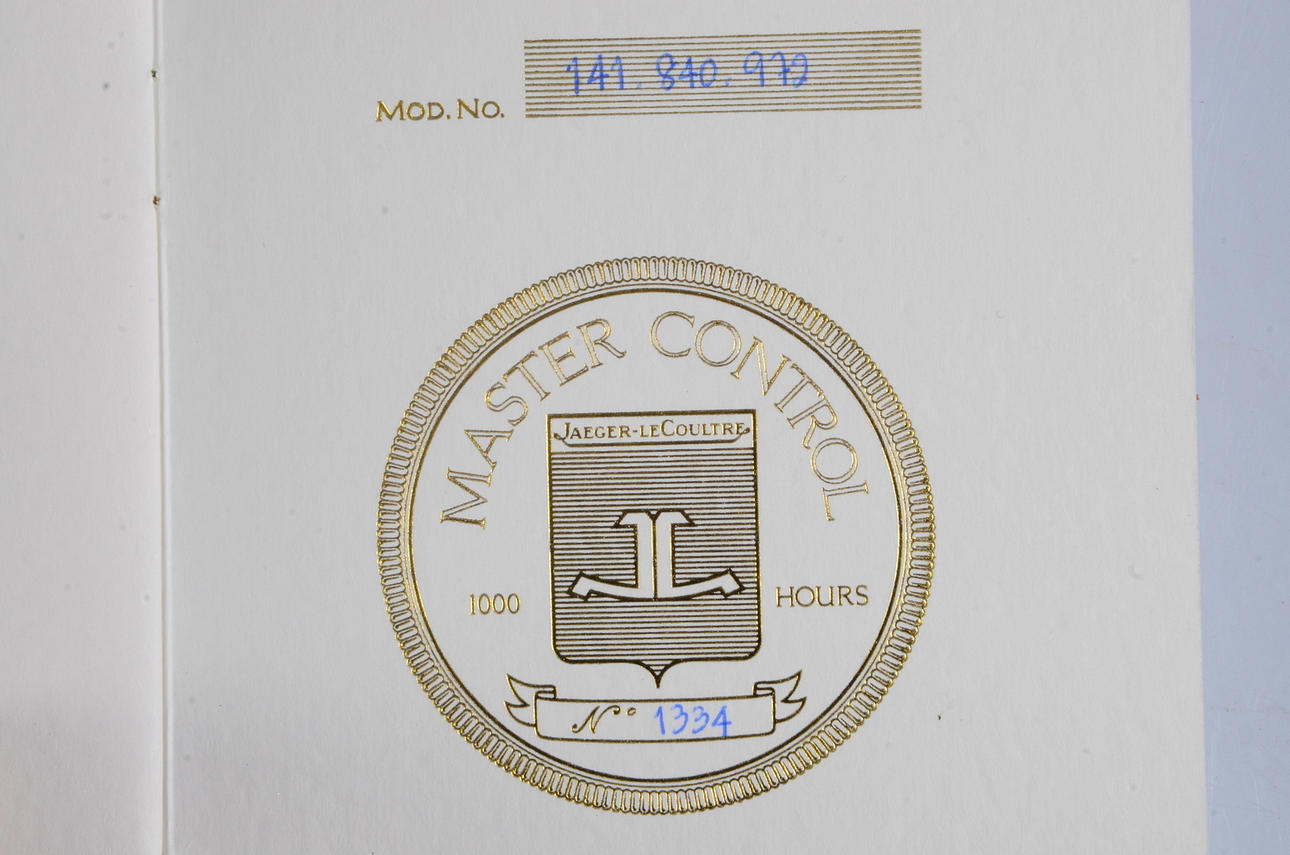 MOD. NO. 141. 840. 972
MASTER CONTROL
JAEGER-LECOULTRE
1000 HOURS
N° 1334